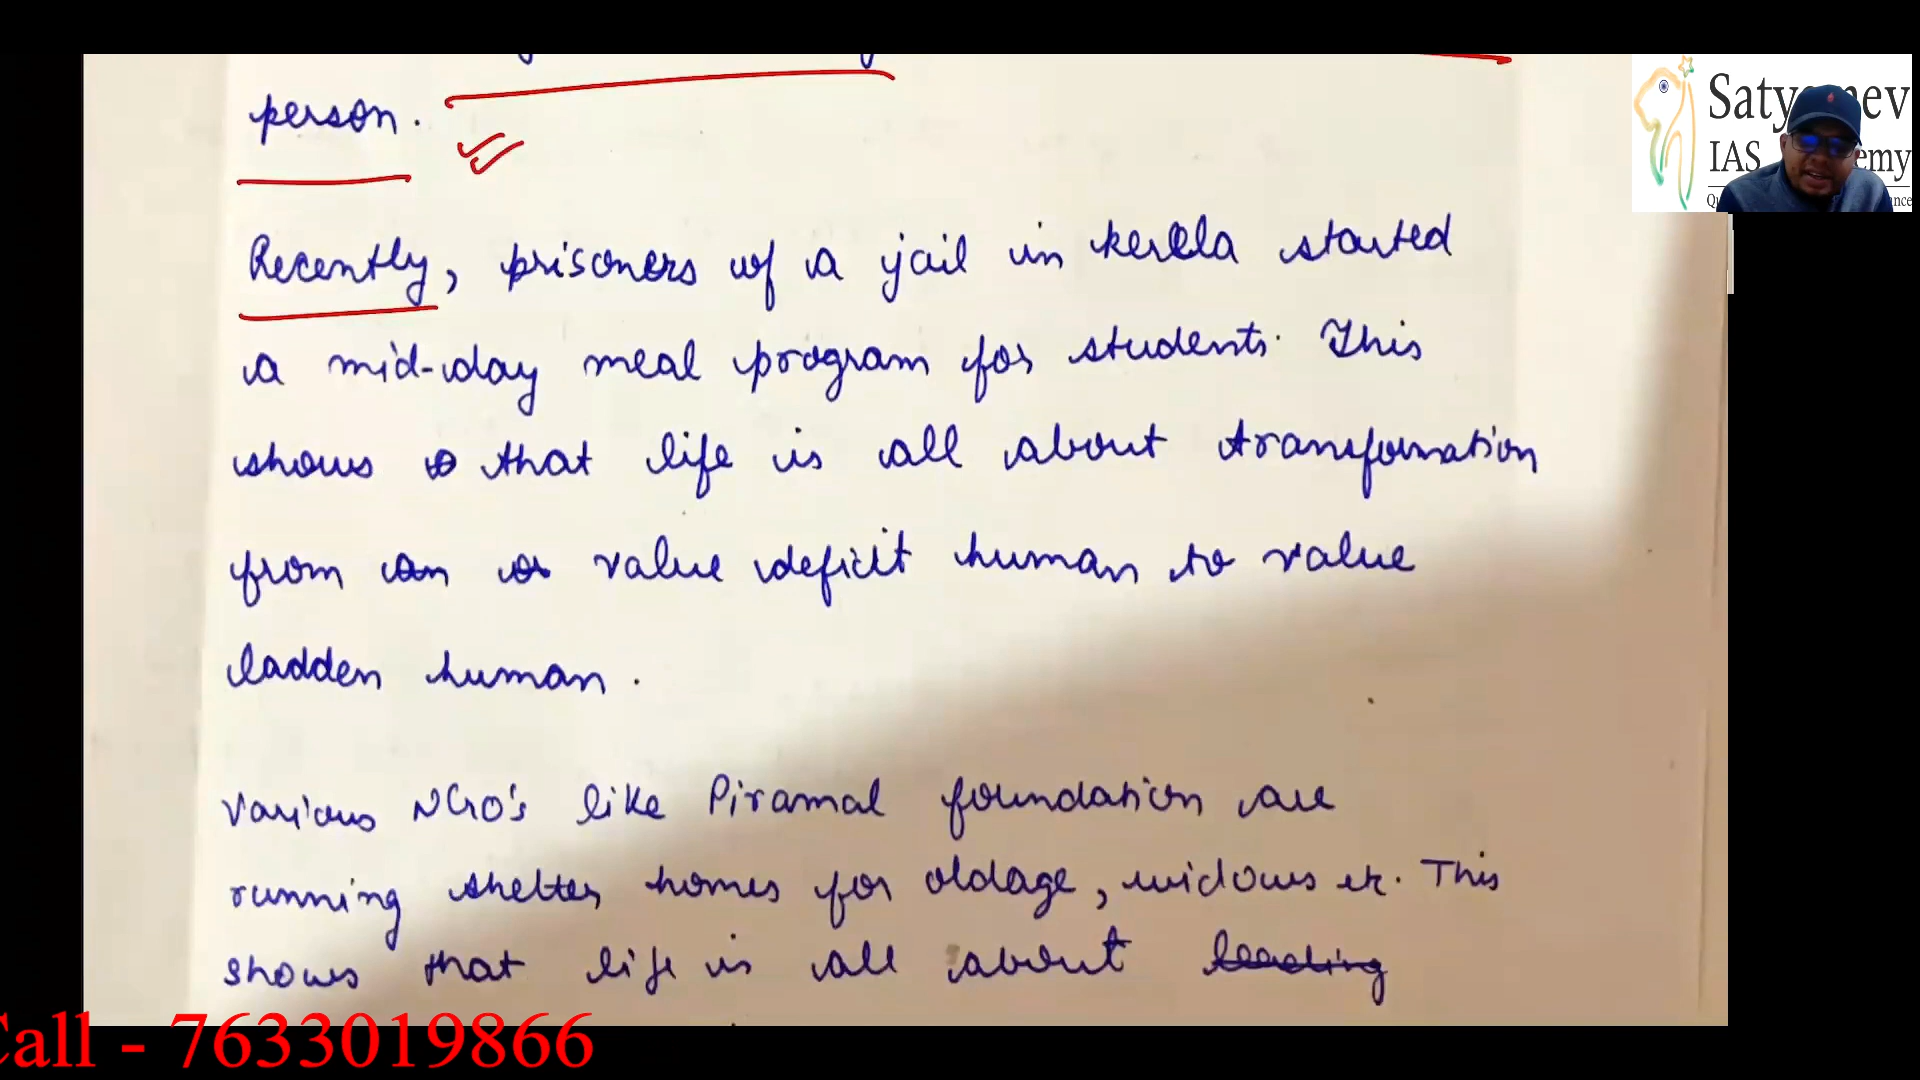 person.
Recently, prisoners of a jail in kerela started
a mid-day meal program for students. This
shows that life is all about transformation
from value deficit human to value
ladden human.
Various NGO's like Piramal foundation are
running shelter homes for oldage, widows etc. This
shows that life is all about leading
IAS
Call - 7633019866